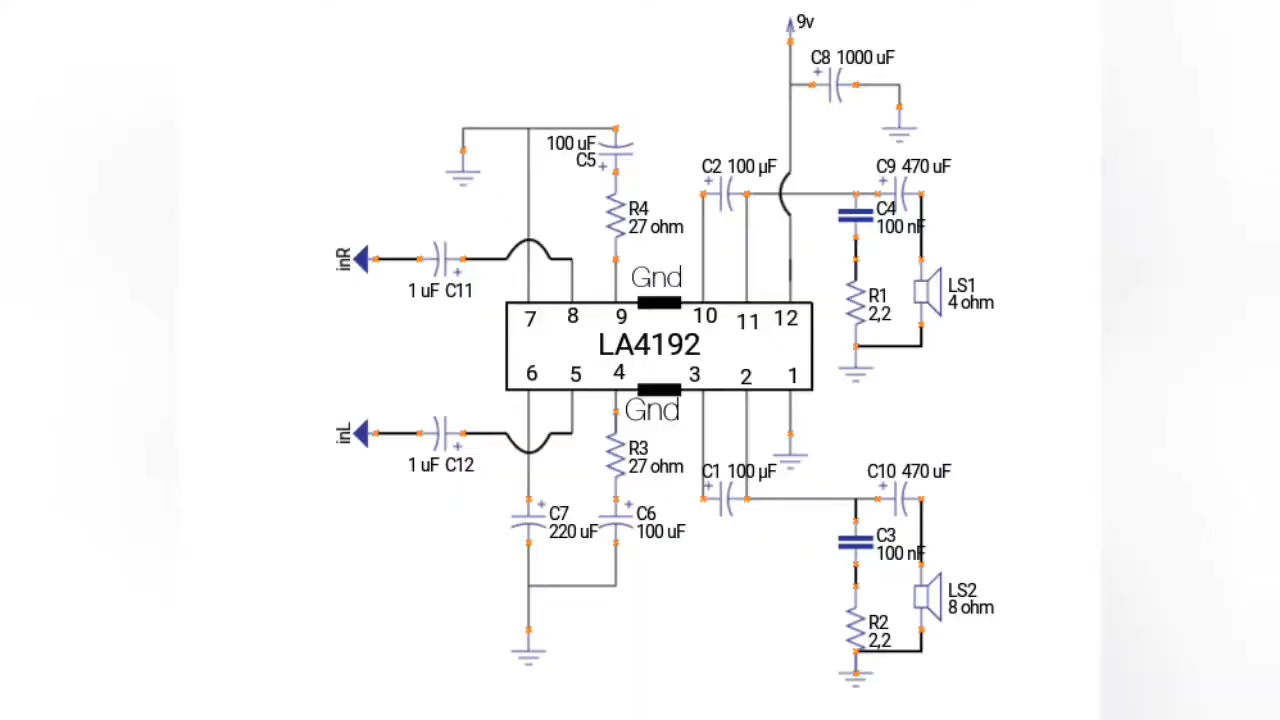 9v
C8 1000 uF
100 uF
C5
C2 100 µF
C9 470 uF
R4
27 ohm
C4
100 nF
inR
1 uF C11
Gnd
R1
2,2
LS1
4 ohm
7 8 9 10 11 12
LA4192
6 5 4 3 2 1
Gnd
inL
1 uF C12
R3
27 ohm
C1 100 µF
C10 470 uF
C7
220 uF
C6
100 uF
C3
100 nF
LS2
8 ohm
R2
2,2